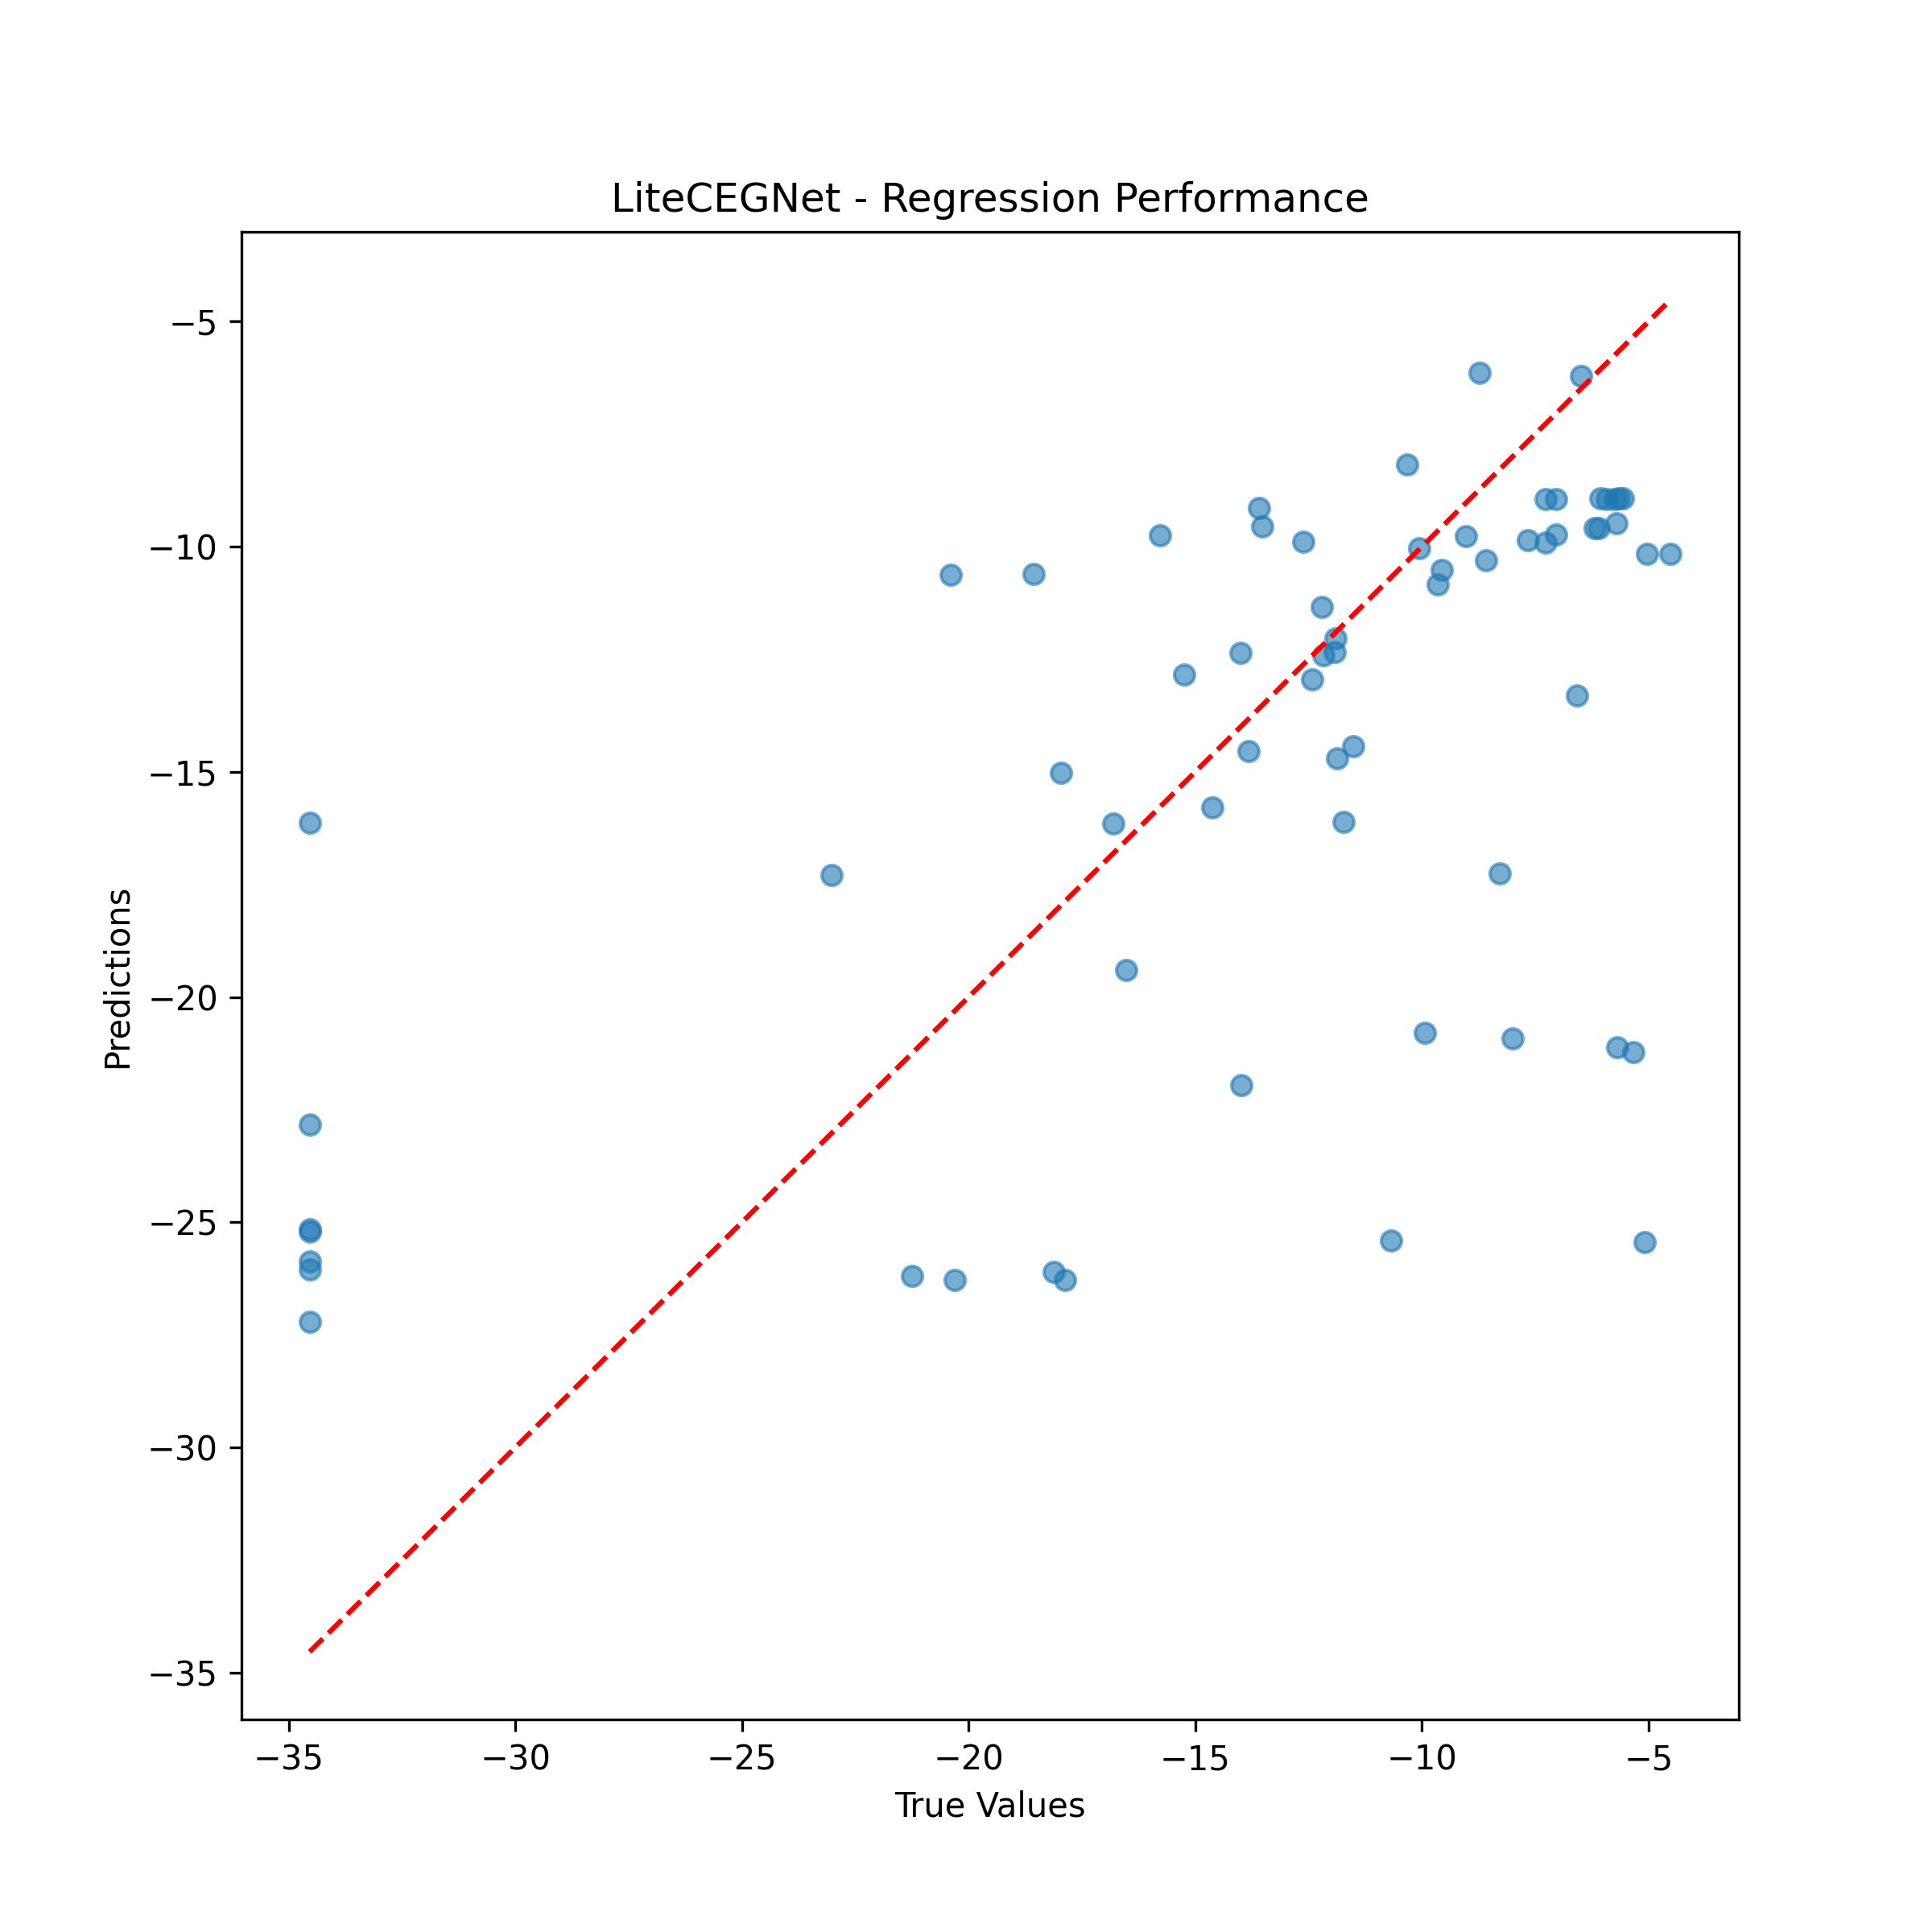 LiteCEGNet - Regression Performance
−5
−10
−15
−20
−25
−30
−35
Predictions
−35 −30 −25 −20 −15 −10 −5
True Values